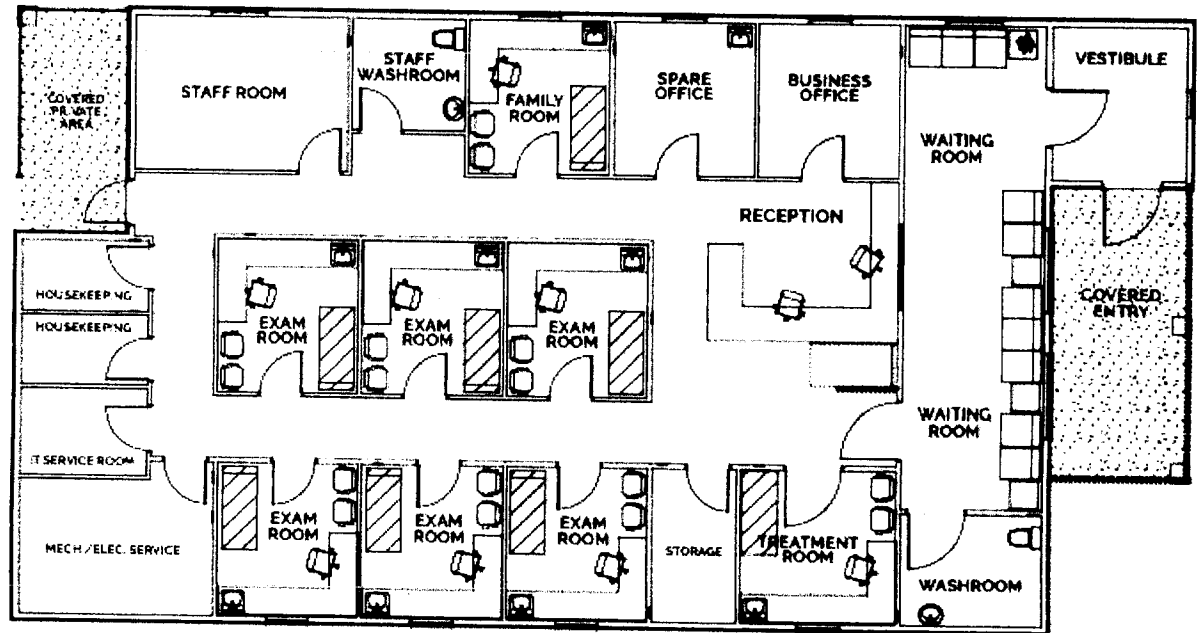 COVERED
PRIVATE
AREA
STAFF ROOM
STAFF
WASHROOM
FAMILY
ROOM
SPARE
OFFICE
BUSINESS
OFFICE
WAITING
ROOM
VESTIBULE
RECEPTION
HOUSEKEEPING
HOUSEKEEPING
EXAM
ROOM
EXAM
ROOM
EXAM
ROOM
COVERED
ENTRY
WAITING
ROOM
IT SERVICE ROOM
MECH / ELEC. SERVICE
EXAM
ROOM
EXAM
ROOM
EXAM
ROOM
STORAGE
TREATMENT
ROOM
WASHROOM